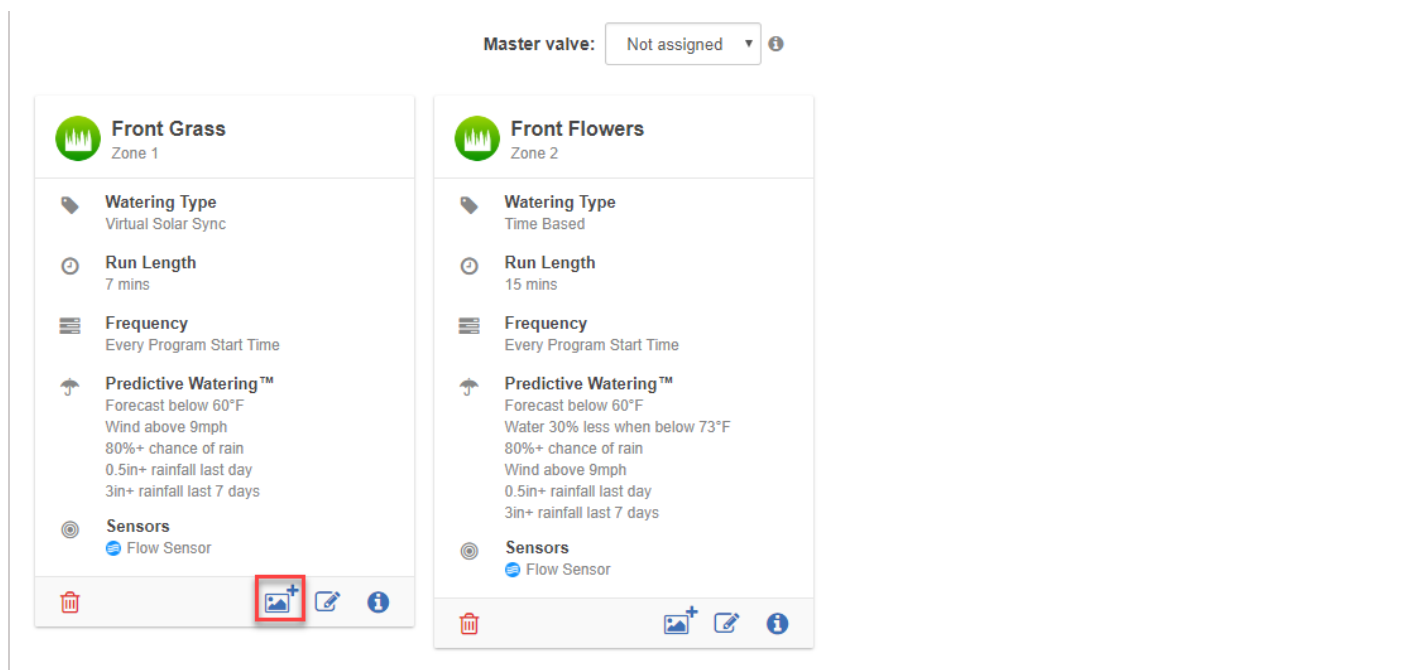 Master valve: Not assigned
Front Grass
Zone 1
Watering Type
Virtual Solar Sync
Run Length
7 mins
Frequency
Every Program Start Time
Predictive Watering™
Forecast below 60°F
Wind above 9mph
80%+ chance of rain
0.5in+ rainfall last day
3in+ rainfall last 7 days
Sensors
Flow Sensor
Front Flowers
Zone 2
Watering Type
Time Based
Run Length
15 mins
Frequency
Every Program Start Time
Predictive Watering™
Forecast below 60°F
Water 30% less when below 73°F
80%+ chance of rain
Wind above 9mph
0.5in+ rainfall last day
3in+ rainfall last 7 days
Sensors
Flow Sensor